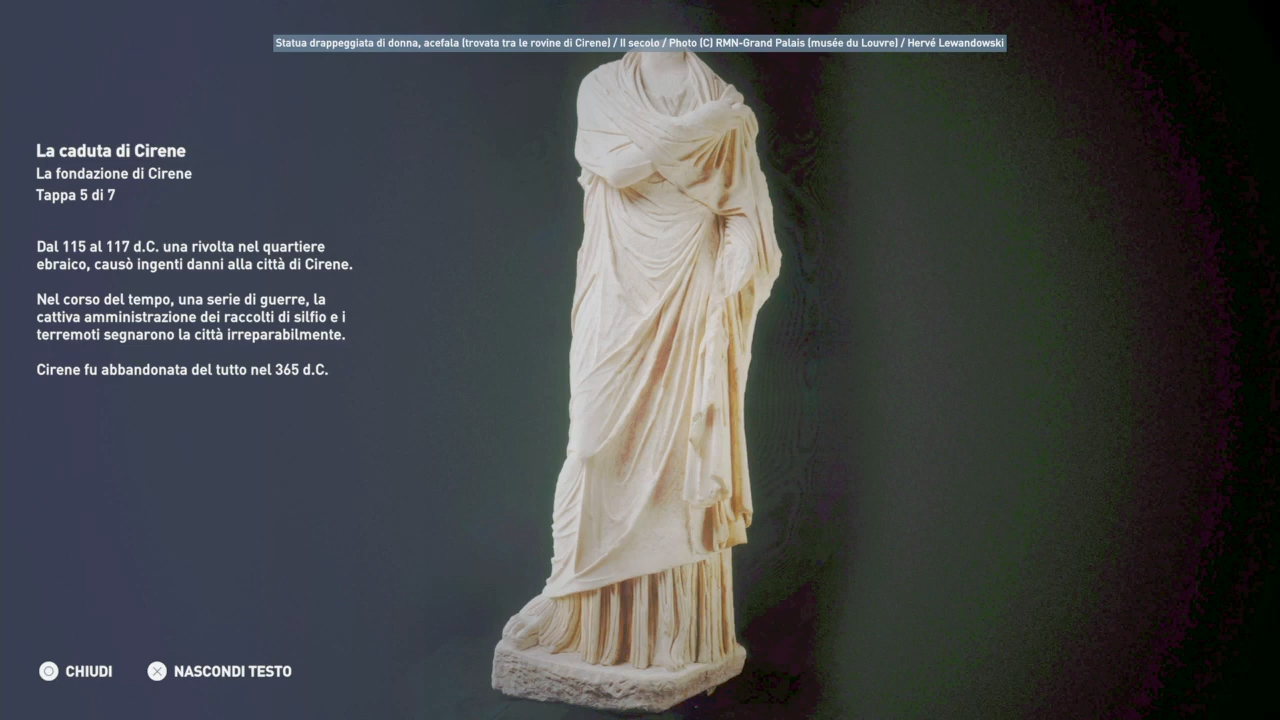 Statua drappeggiata di donna, acefala (trovata tra le rovine di Cirene) / II secolo / Photo (C) RMN-Grand Palais (musée du Louvre) / Hervé Lewandowski
La caduta di Cirene
La fondazione di Cirene
Tappa 5 di 7
Dal 115 al 117 d.C. una rivolta nel quartiere
ebraico, causò ingenti danni alla città di Cirene.
Nel corso del tempo, una serie di guerre, la
cattiva amministrazione dei raccolti di silfio e i
terremoti segnarono la città irreparabilmente.
Cirene fu abbandonata del tutto nel 365 d.C.
CHIUDI
NASCONDI TESTO